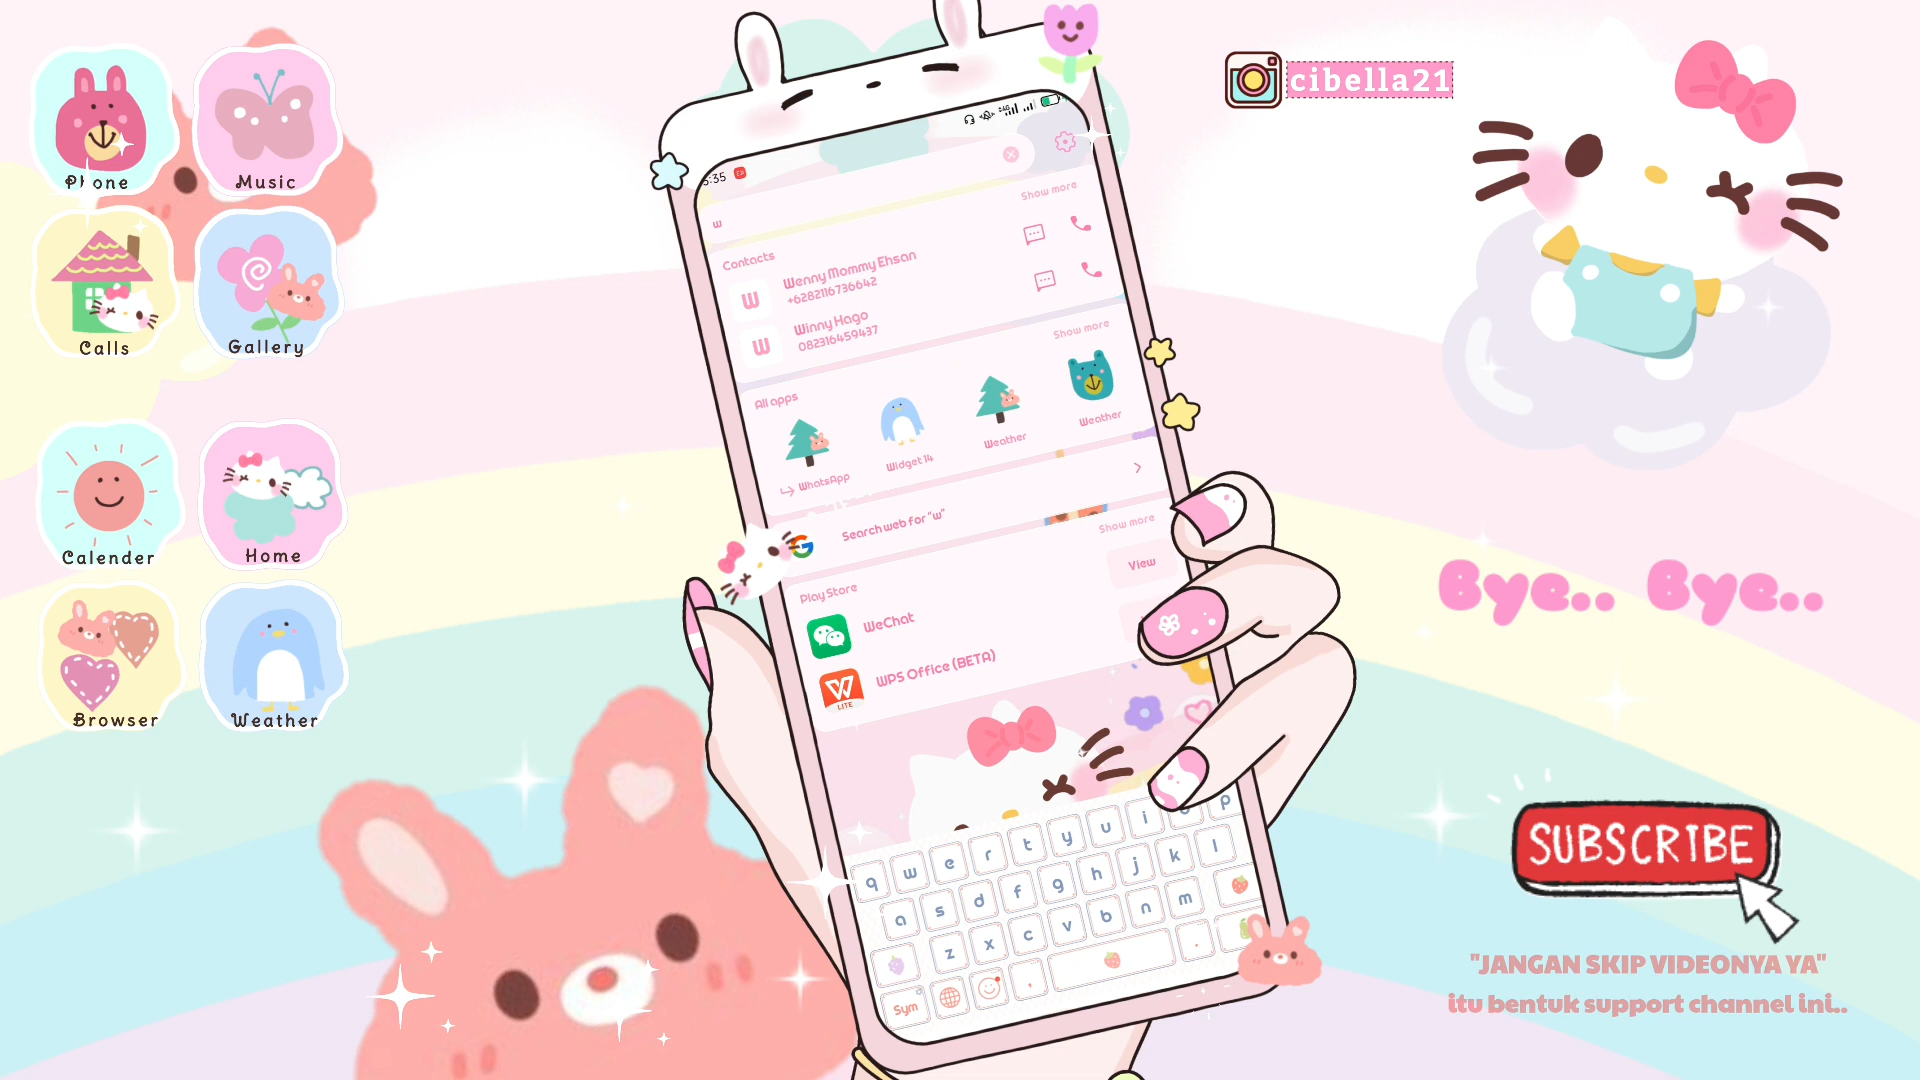 Phone
Music
Calls
Gallery
Calender
Home
Browser
Weather
5:35
w
Show more
Contacts
Wenny Mommy Ehsan
+6282116736642
Winny Hago
082316459437
Show more
All apps
WhatsApp
Widget 14
Weather
Weather
Search web for "w"
Show more
Play Store
View
WeChat
WPS Office (BETA)
LITE
q w e r t y u i o p
a s d f g h j k l
z x c v b n m
Sym , .
cibella21
Bye.. Bye..
SUBSCRIBE
"JANGAN SKIP VIDEONYA YA"
itu bentuk support channel ini..